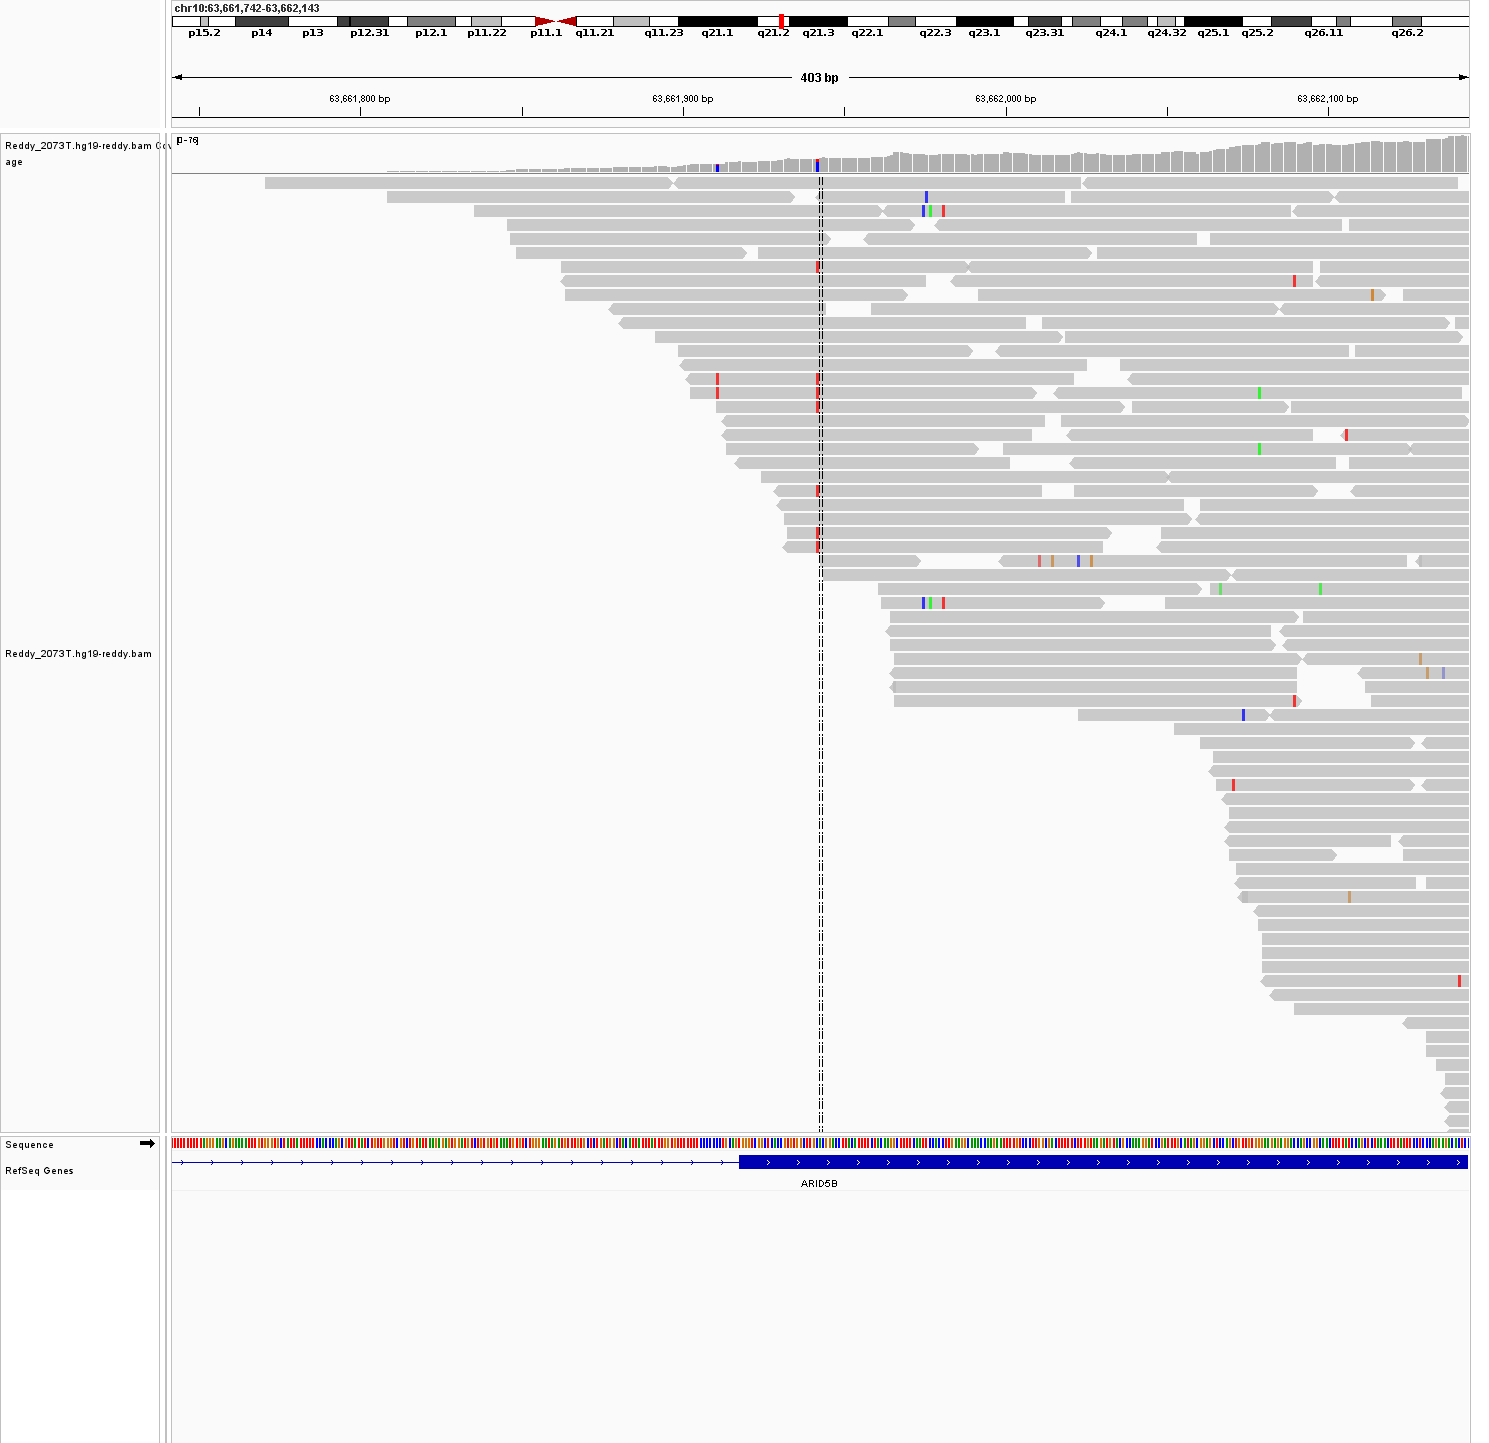 chr10:63,661,742-63,662,143
p15.2 p14 p13 p12.31 p12.1 p11.22 p11.1 q11.21 q11.23 q21.1 q21.2 q21.3 q22.1 q22.3 q23.1 q23.31 q24.1 q24.32 q25.1 q25.2 q26.11 q26.2
403 bp
63,661,800 bp 63,661,900 bp 63,662,000 bp 63,662,100 bp
Reddy_2073T.hg19-reddy.bam Cov
age
[0-76]
Reddy_2073T.hg19-reddy.bam
Sequence
RefSeq Genes
ARID5B